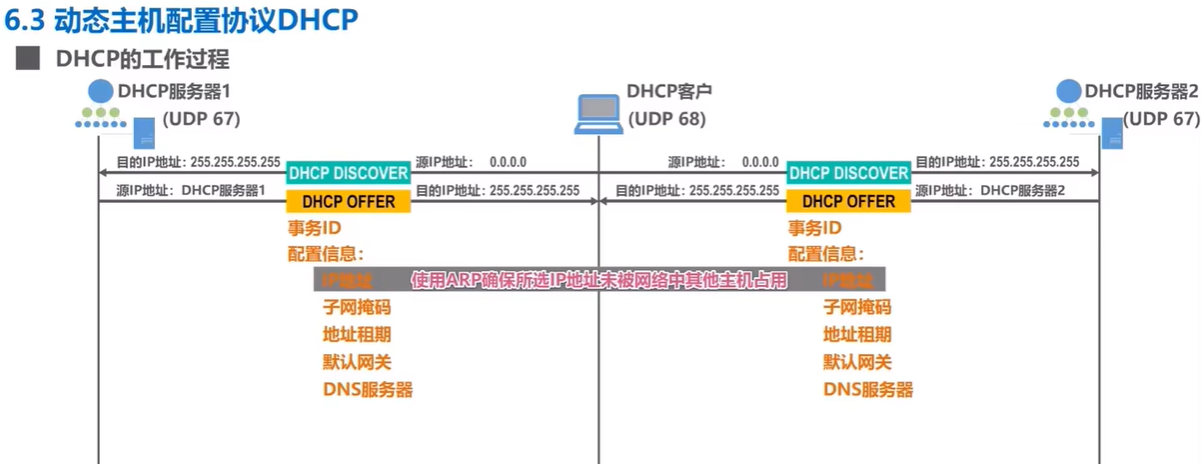 6.3 动态主机配置协议DHCP
DHCP的工作过程
DHCP服务器1
(UDP 67)
DHCP客户
(UDP 68)
DHCP服务器2
(UDP 67)
目的IP地址：255.255.255.255 DHCP DISCOVER 源IP地址： 0.0.0.0 源IP地址： 0.0.0.0 DHCP DISCOVER 目的IP地址：255.255.255.255
源IP地址：DHCP服务器1 DHCP OFFER 目的IP地址：255.255.255.255 目的IP地址：255.255.255.255 DHCP OFFER 源IP地址：DHCP服务器2
事务ID 事务ID
配置信息： 配置信息：
IP地址 使用ARP确保所选IP地址未被网络中其他主机占用 IP地址
子网掩码 子网掩码
地址租期 地址租期
默认网关 默认网关
DNS服务器 DNS服务器